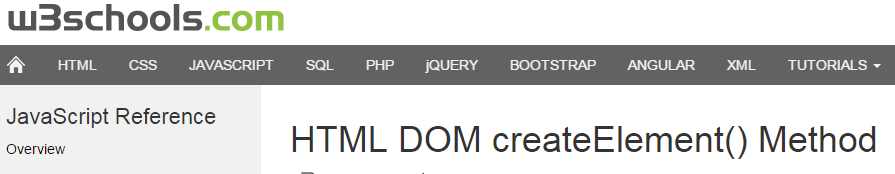 w3schools.com
HTML CSS JAVASCRIPT SQL PHP jQUERY BOOTSTRAP ANGULAR XML TUTORIALS
JavaScript Reference
Overview
HTML DOM createElement() Method